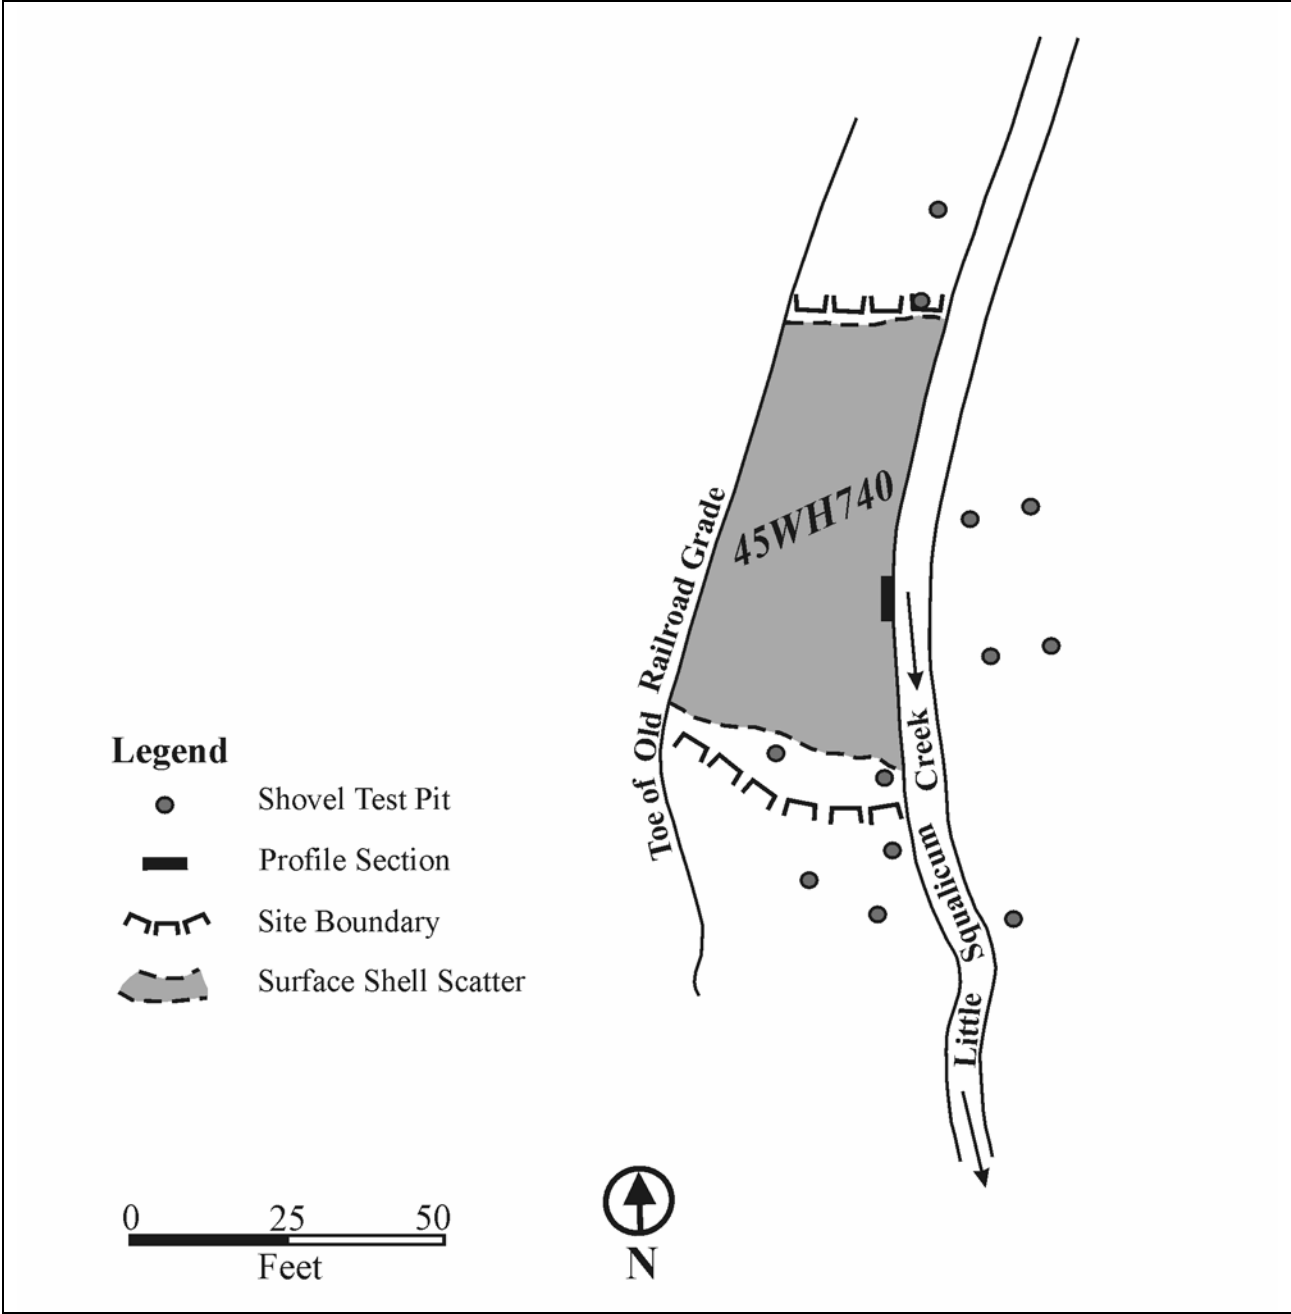 45WH740
Toe of Old Railroad Grade
Little Squalicum Creek
Legend
Shovel Test Pit
Profile Section
Site Boundary
Surface Shell Scatter
0 25 50
Feet
N